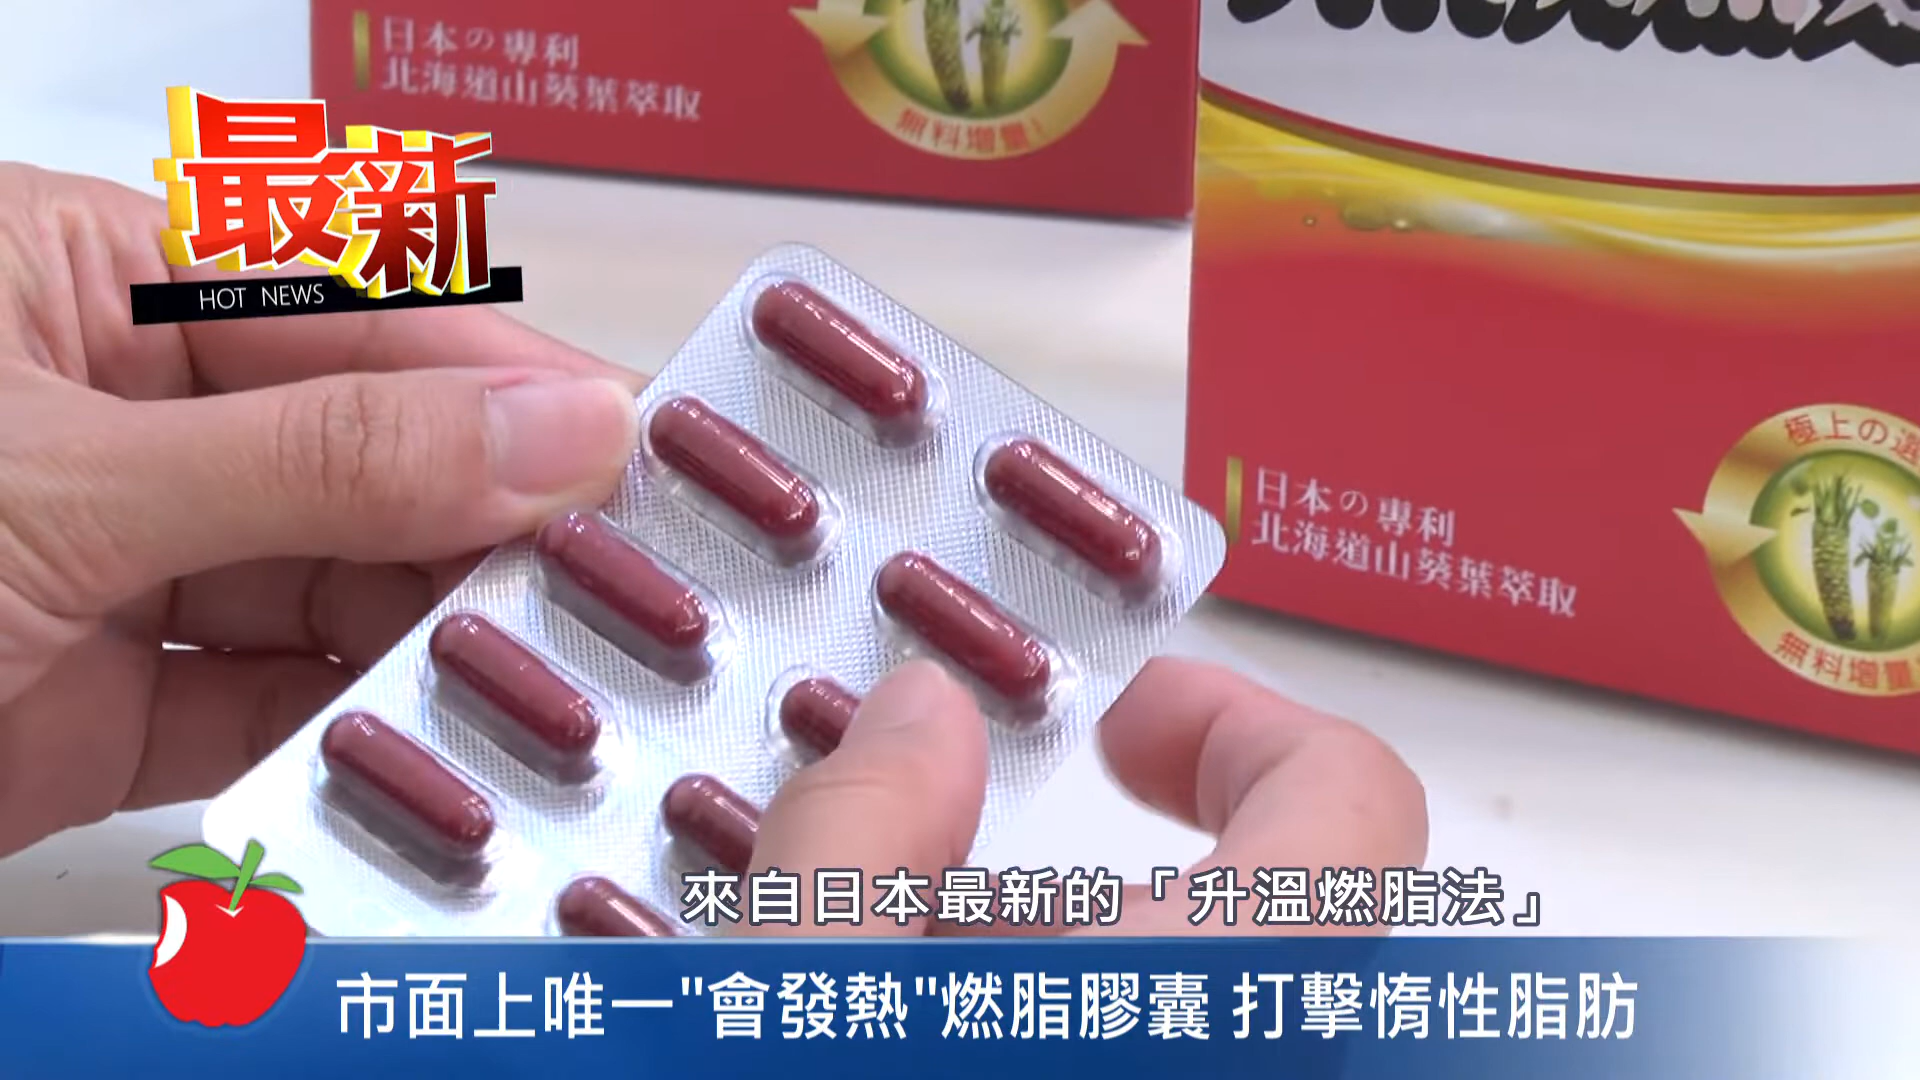 日本の專利
北海道山葵葉萃取
無料增量!
最新
HOT NEWS
極上の選
日本の專利
北海道山葵葉萃取
無料增量
來自日本最新的「升溫燃脂法」
市面上唯一"會發熱"燃脂膠囊 打擊惰性脂肪